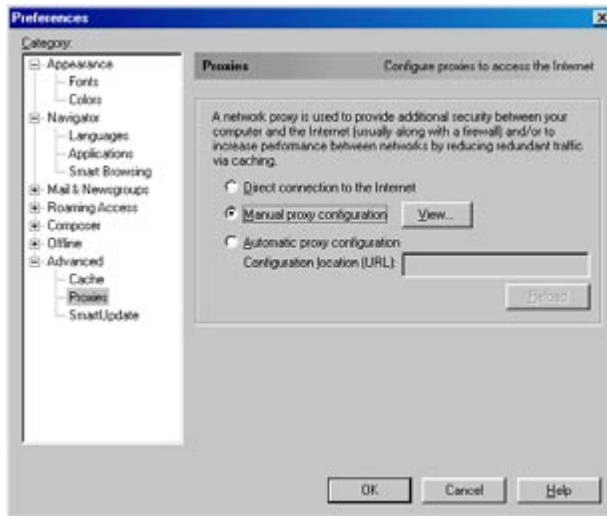 Preferences
Category:
Appearance
Fonts
Colors
Navigator
Languages
Applications
Smart Browsing
Mail & Newsgroups
Roaming Access
Composer
Offline
Advanced
Cache
Proxies
SmartUpdate
Proxies Configure proxies to access the Internet
A network proxy is used to provide additional security between your
computer and the Internet (usually along with a firewall) and/or to
increase performance between networks by reducing redundant traffic
via caching.
Direct connection to the Internet
Manual proxy configuration View...
Automatic proxy configuration
Configuration location (URL):
Reload
OK Cancel Help